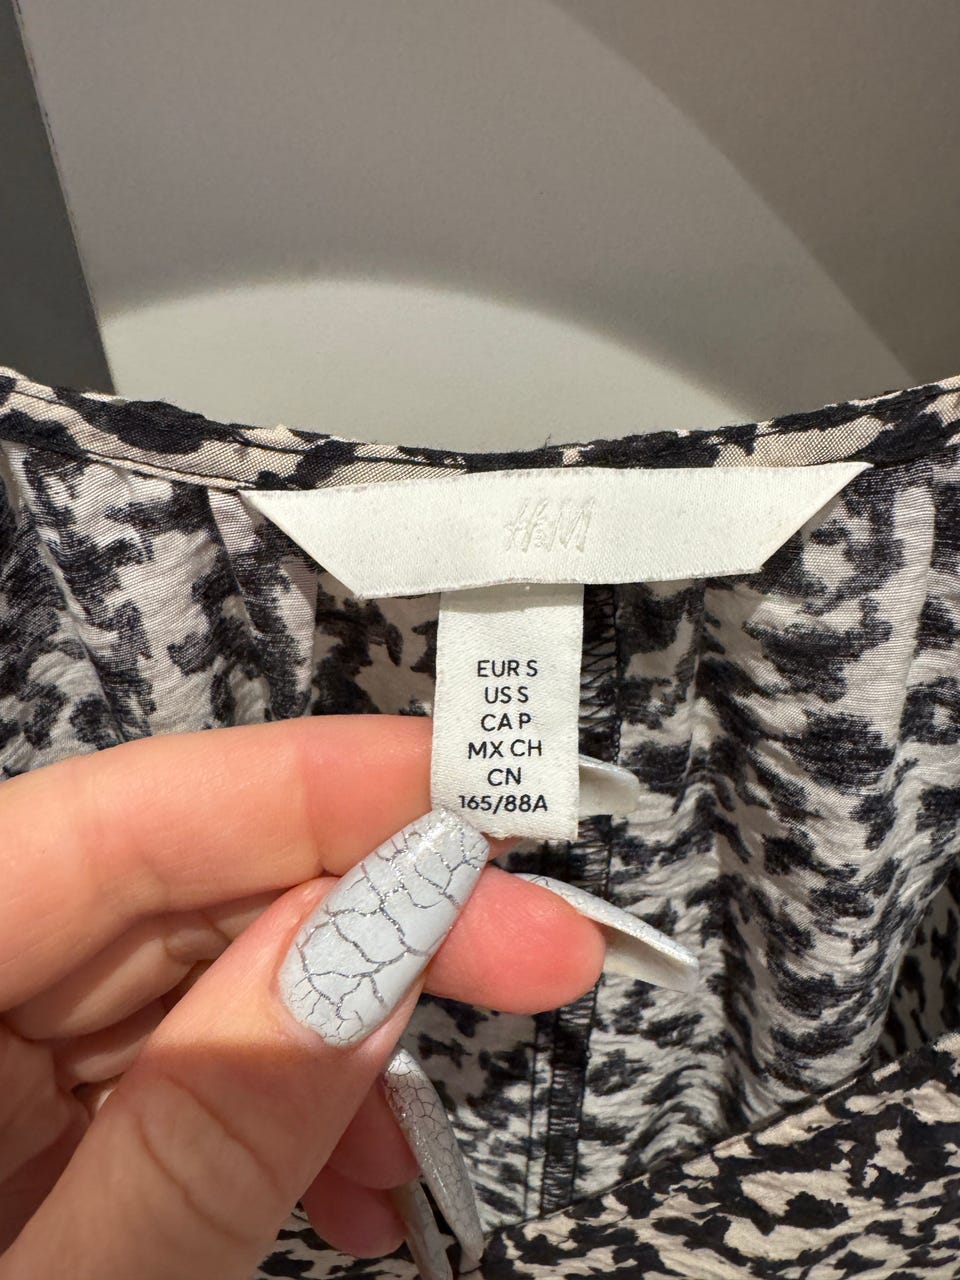 H&M
EUR S
US S
CA P
MX CH
CN
165/88A